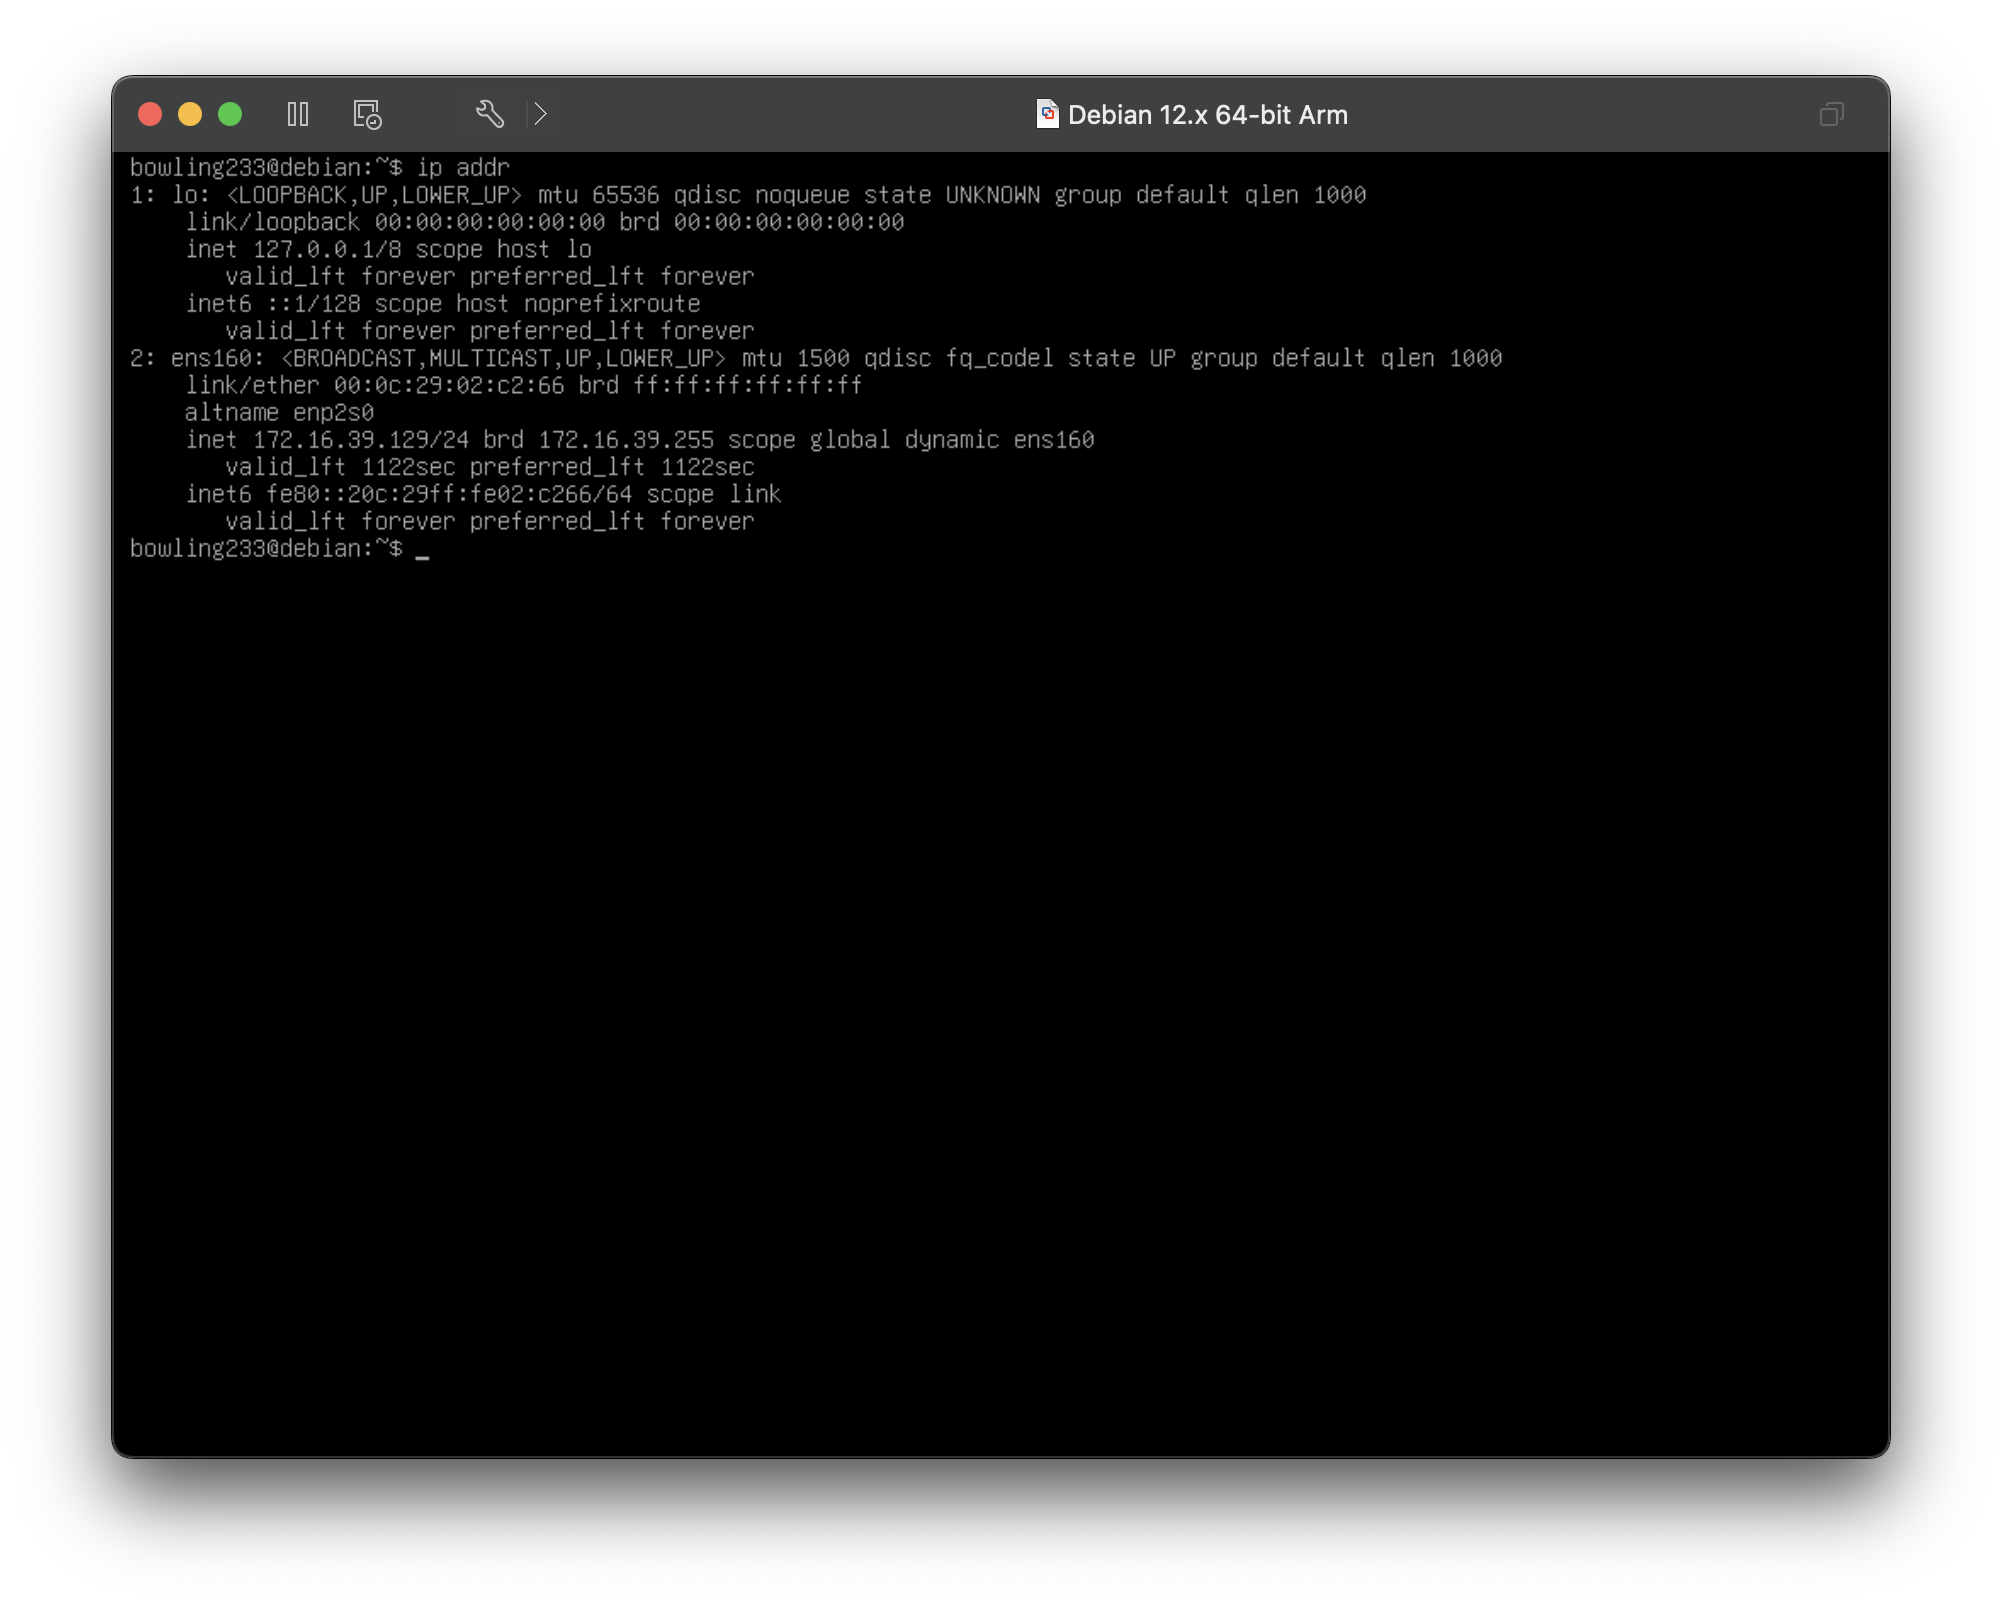 Debian 12.x 64-bit Arm
bowling233@debian:~$ ip addr
1: lo: <LOOPBACK,UP,LOWER_UP> mtu 65536 qdisc noqueue state UNKNOWN group default qlen 1000
    link/loopback 00:00:00:00:00:00 brd 00:00:00:00:00:00
    inet 127.0.0.1/8 scope host lo
       valid_lft forever preferred_lft forever
    inet6 ::1/128 scope host noprefixroute
       valid_lft forever preferred_lft forever
2: ens160: <BROADCAST,MULTICAST,UP,LOWER_UP> mtu 1500 qdisc fq_codel state UP group default qlen 1000
    link/ether 00:0c:29:02:c2:66 brd ff:ff:ff:ff:ff:ff
    altname enp2s0
    inet 172.16.39.129/24 brd 172.16.39.255 scope global dynamic ens160
       valid_lft 1122sec preferred_lft 1122sec
    inet6 fe80::20c:29ff:fe02:c266/64 scope link
       valid_lft forever preferred_lft forever
bowling233@debian:~$ _